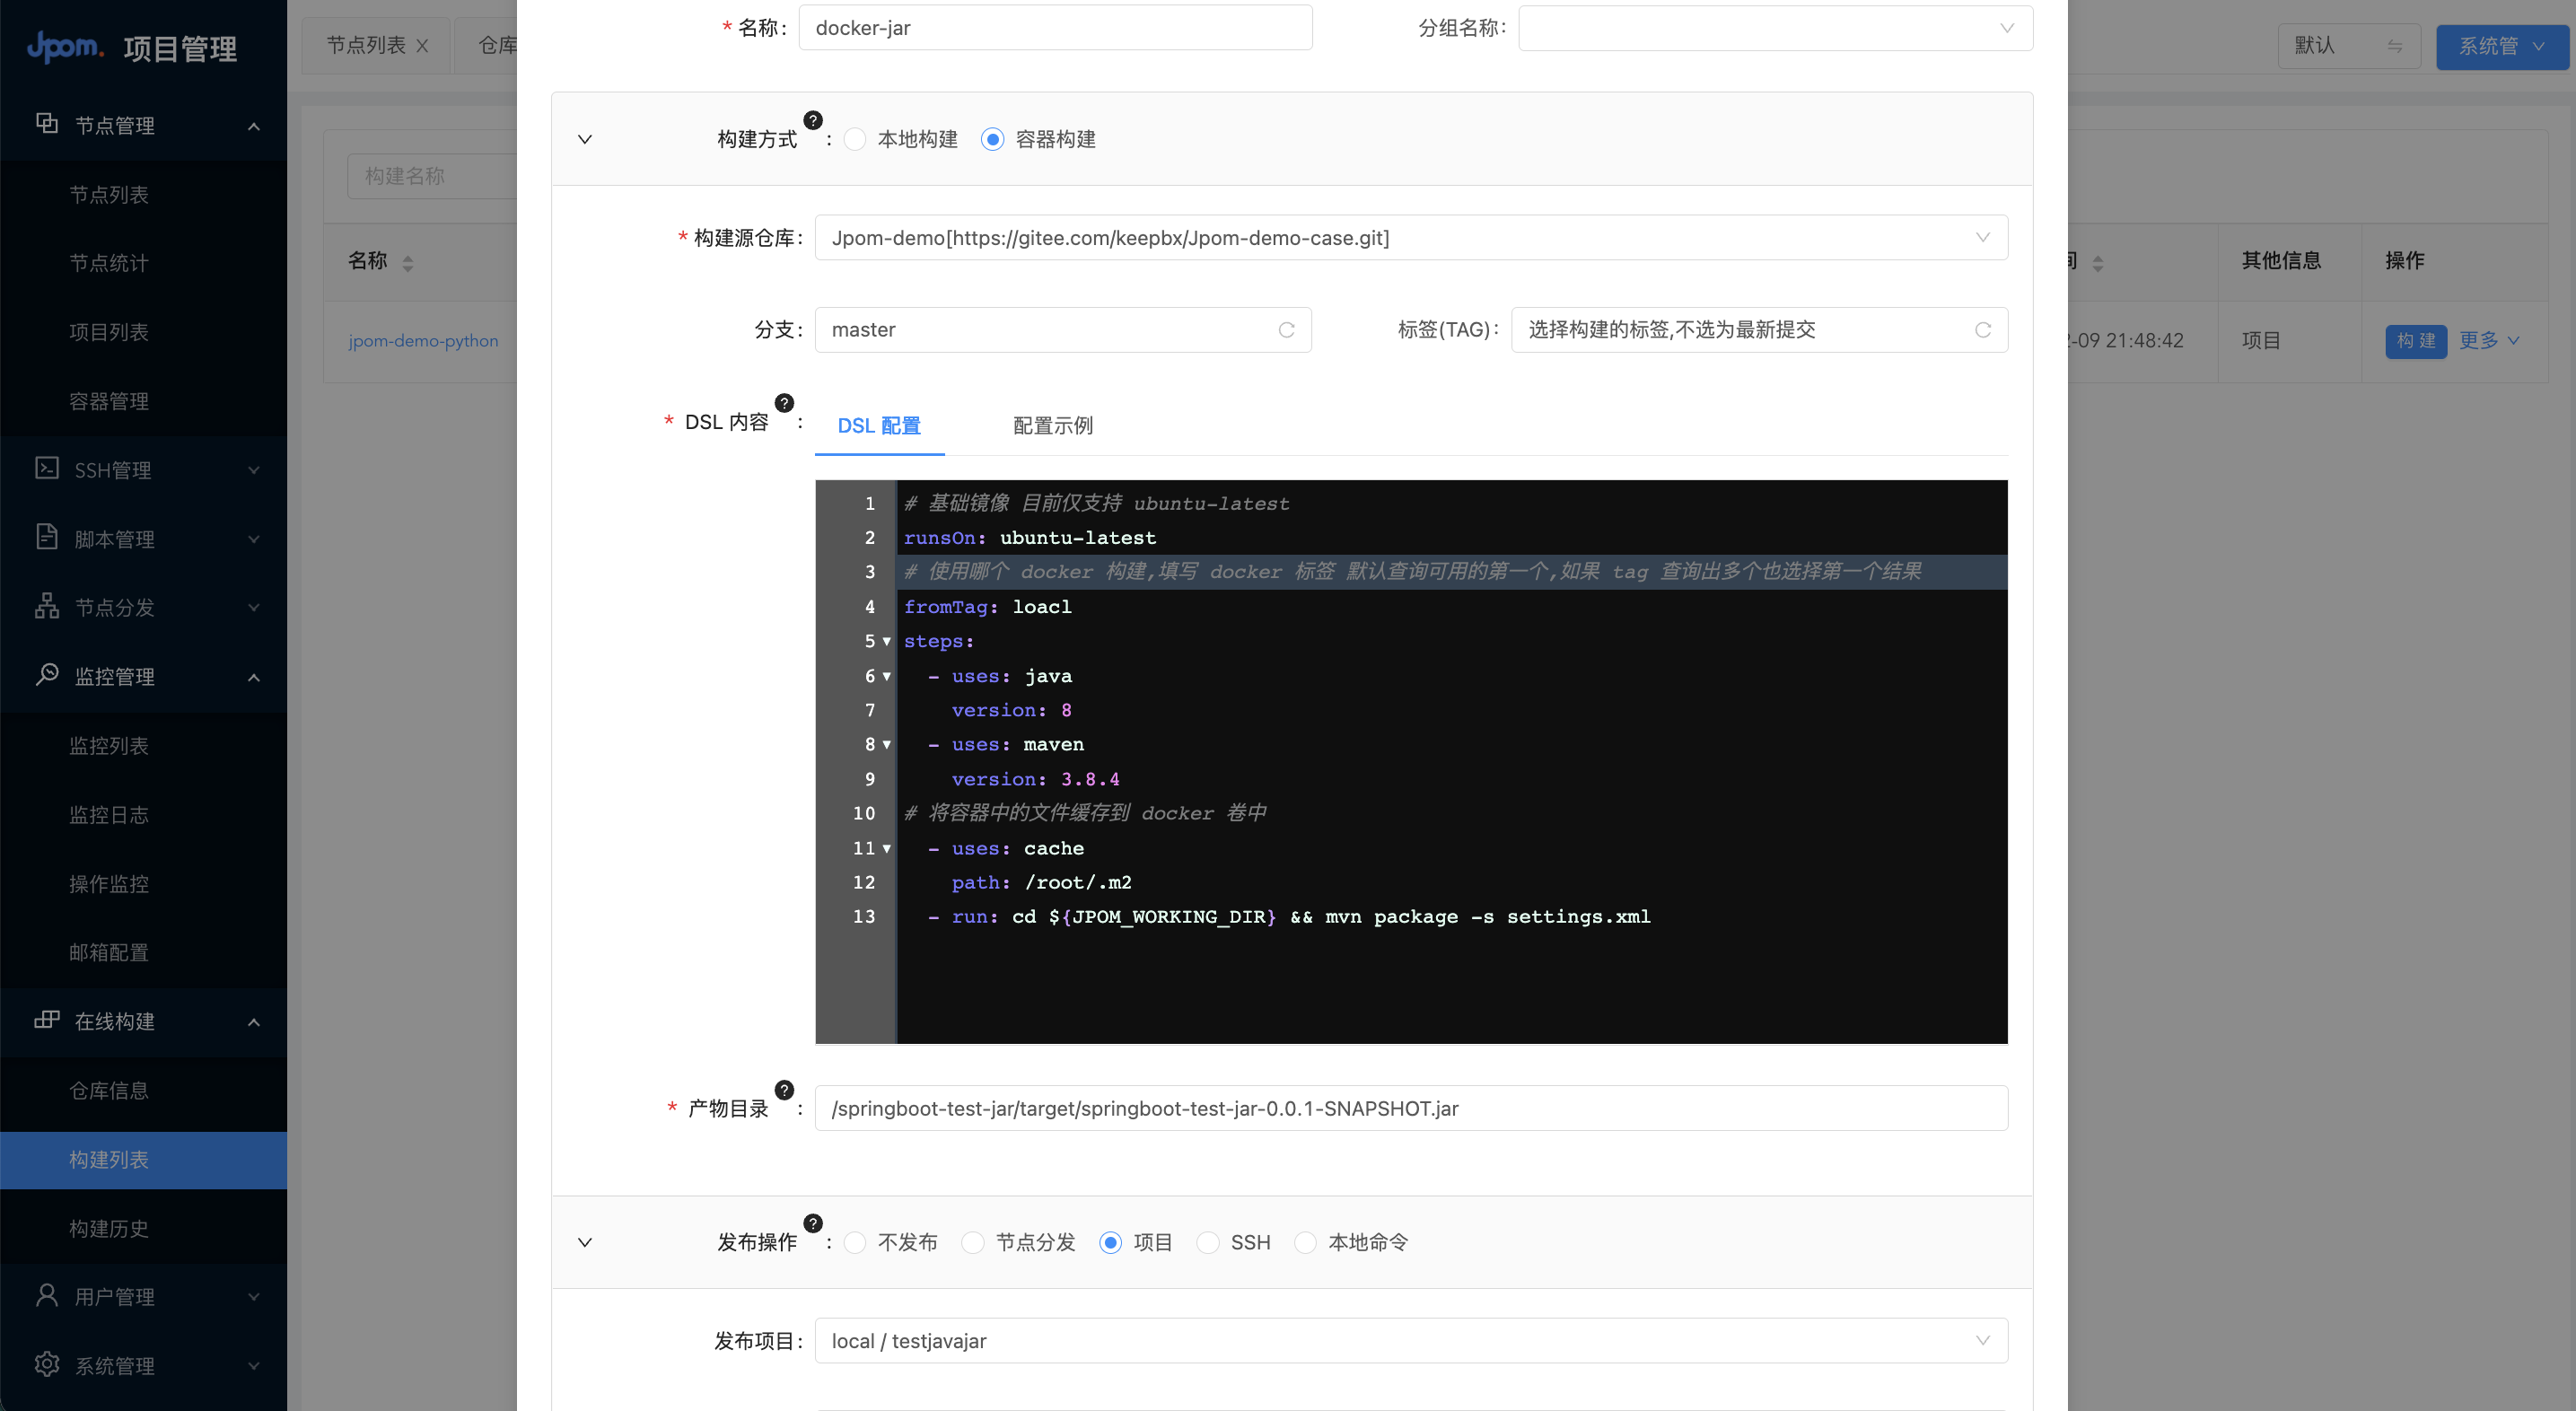 Jpom. 项目管理
节点管理
节点列表
节点统计
项目列表
容器管理
SSH管理
脚本管理
节点分发
监控管理
监控列表
监控日志
操作监控
邮箱配置
在线构建
仓库信息
构建列表
构建历史
用户管理
系统管理
节点列表 X 仓库
构建名称
名称
jpom-demo-python
* 名称: docker-jar 分组名称:
构建方式 ? : 本地构建 容器构建
* 构建源仓库: Jpom-demo[https://gitee.com/keepbx/Jpom-demo-case.git]
分支: master 标签(TAG): 选择构建的标签,不选为最新提交
* DSL 内容 ? : DSL 配置 配置示例
1 # 基础镜像 目前仅支持 ubuntu-latest
2 runsOn: ubuntu-latest
3 # 使用哪个 docker 构建,填写 docker 标签 默认查询可用的第一个,如果 tag 查询出多个也选择第一个结果
4 fromTag: loacl
5 steps:
6 - uses: java
7 version: 8
8 - uses: maven
9 version: 3.8.4
10 # 将容器中的文件缓存到 docker 卷中
11 - uses: cache
12 path: /root/.m2
13 - run: cd ${JPOM_WORKING_DIR} && mvn package -s settings.xml
* 产物目录 ? : /springboot-test-jar/target/springboot-test-jar-0.0.1-SNAPSHOT.jar
发布操作 ? : 不发布 节点分发 项目 SSH 本地命令
发布项目: local / testjavajar
默认 系统管
间 其他信息 操作
-09 21:48:42 项目 构建 更多